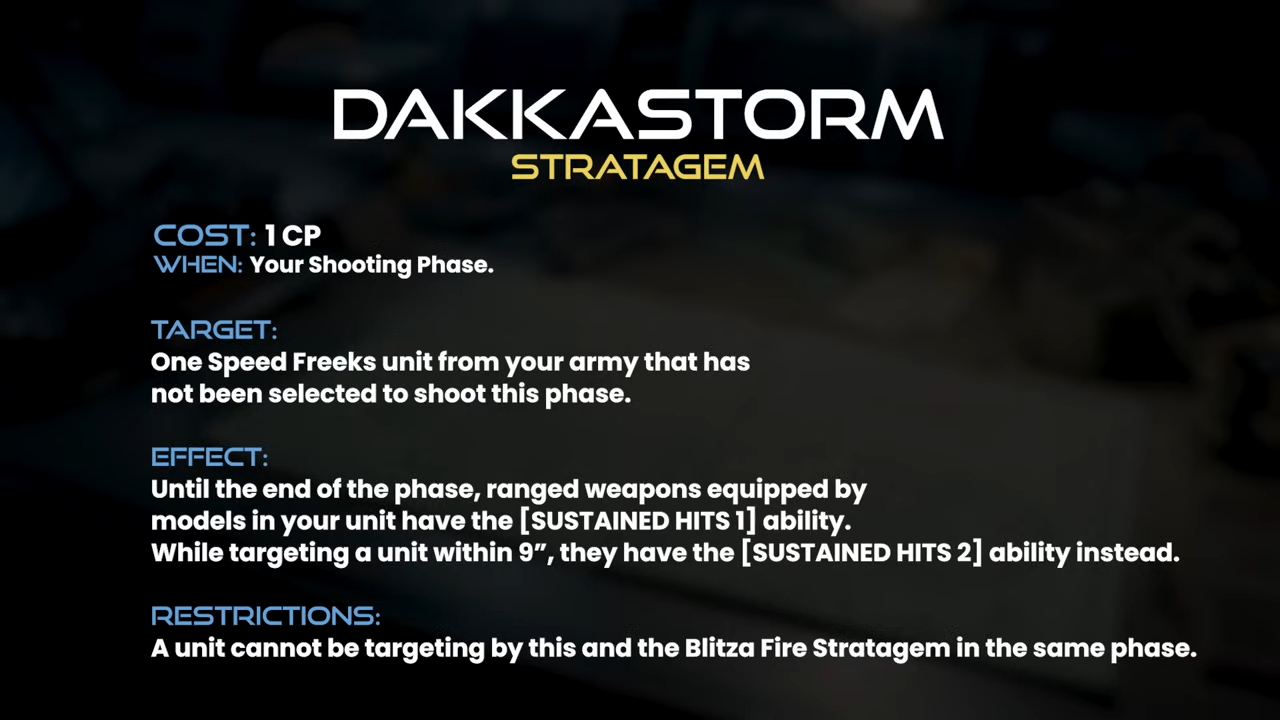 DAKKASTORM
STRATAGEM
COST: 1 CP
WHEN: Your Shooting Phase.
TARGET:
One Speed Freeks unit from your army that has
not been selected to shoot this phase.
EFFECT:
Until the end of the phase, ranged weapons equipped by
models in your unit have the [SUSTAINED HITS 1] ability.
While targeting a unit within 9”, they have the [SUSTAINED HITS 2] ability instead.
RESTRICTIONS:
A unit cannot be targeting by this and the Blitza Fire Stratagem in the same phase.